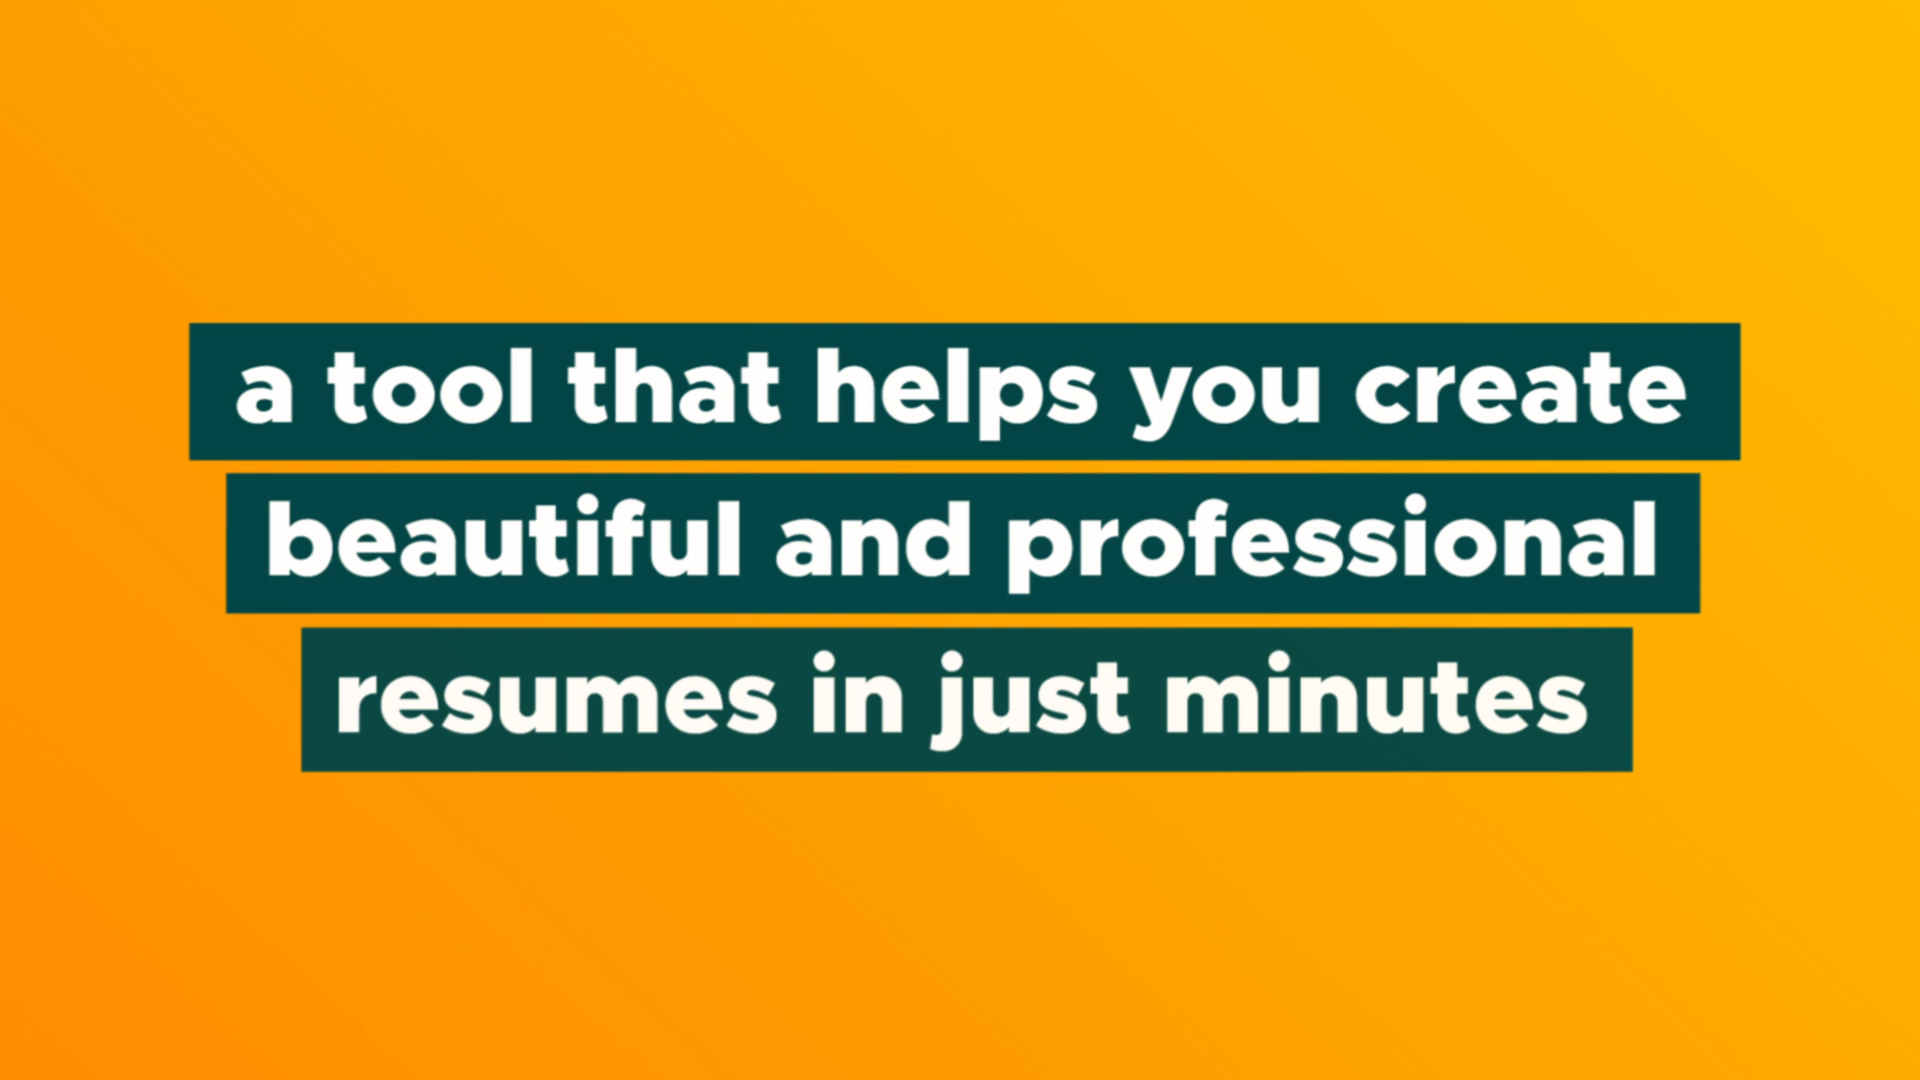 a tool that helps you create
beautiful and professional
resumes in just minutes